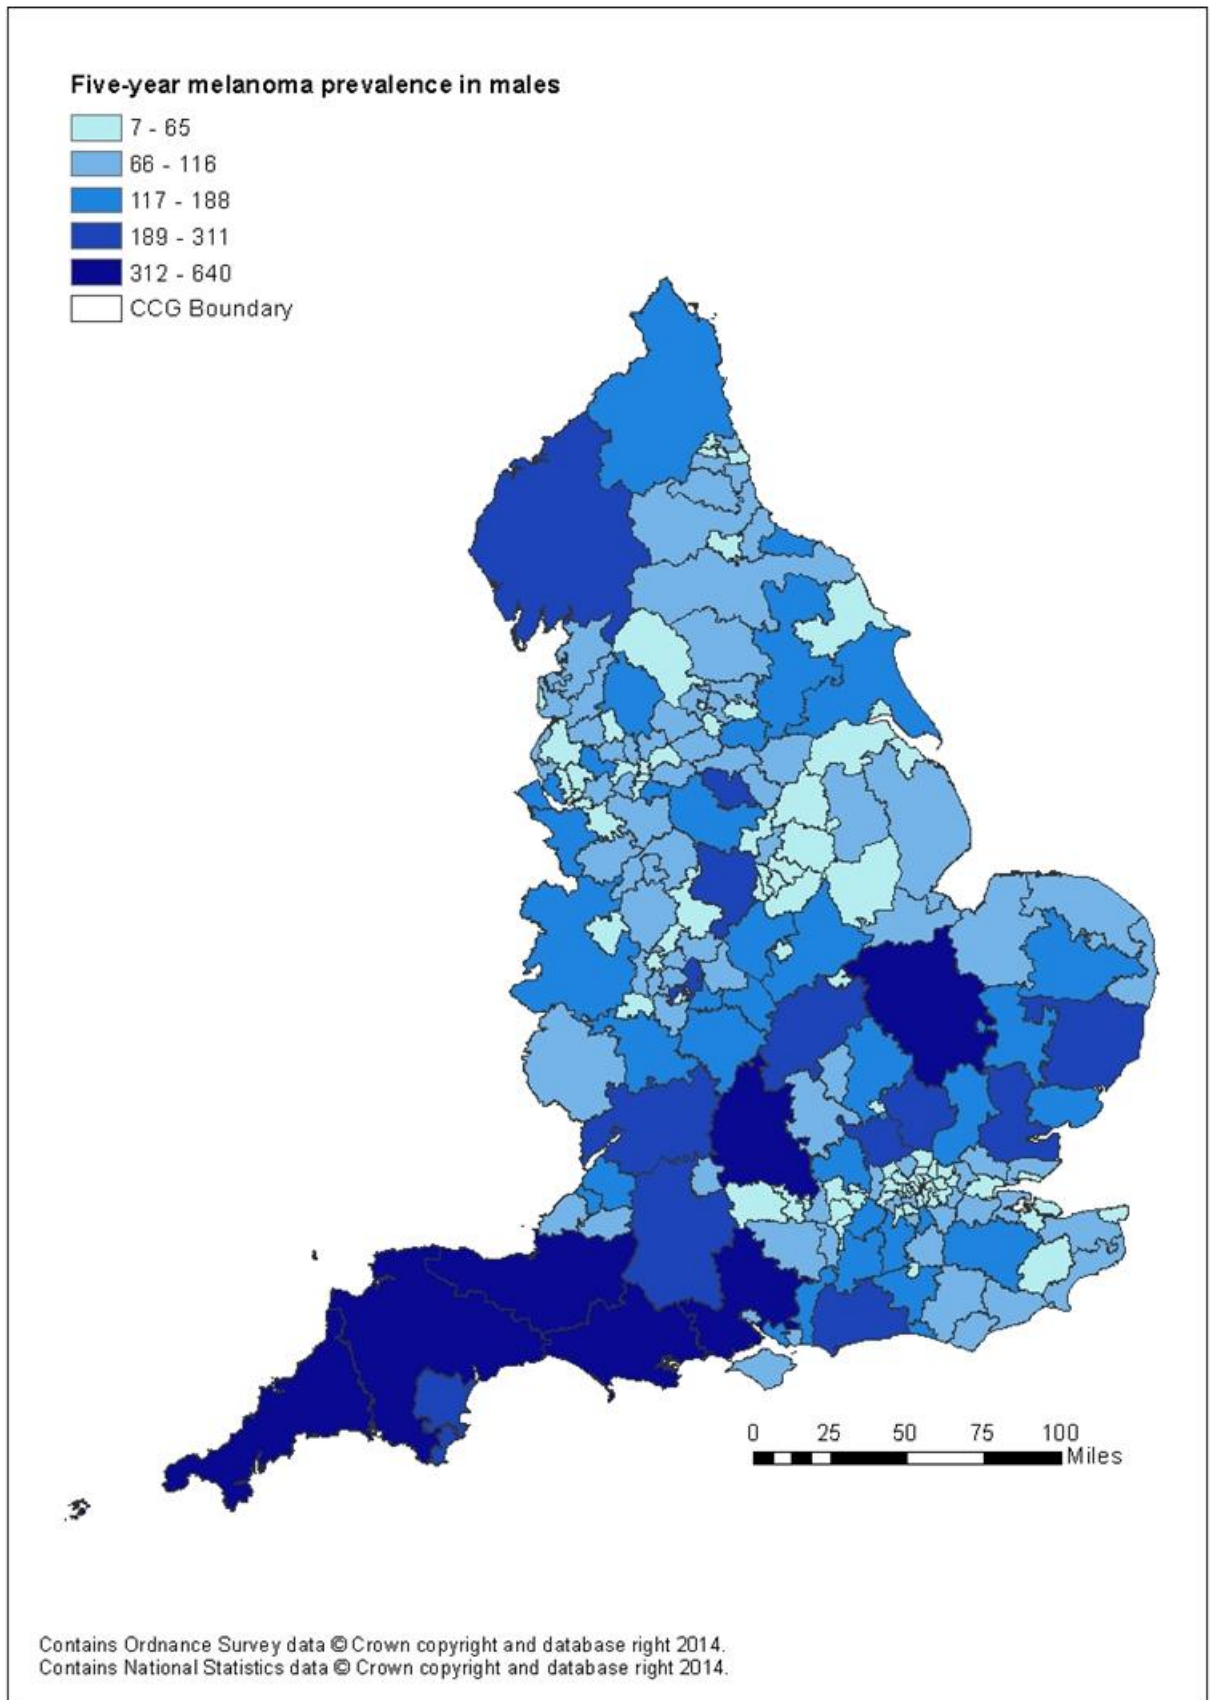 Five-year melanoma prevalence in males
7 - 65
66 - 116
117 - 188
189 - 311
312 - 640
CCG Boundary
0 25 50 75 100
Miles
Contains Ordnance Survey data © Crown copyright and database right 2014.
Contains National Statistics data © Crown copyright and database right 2014.